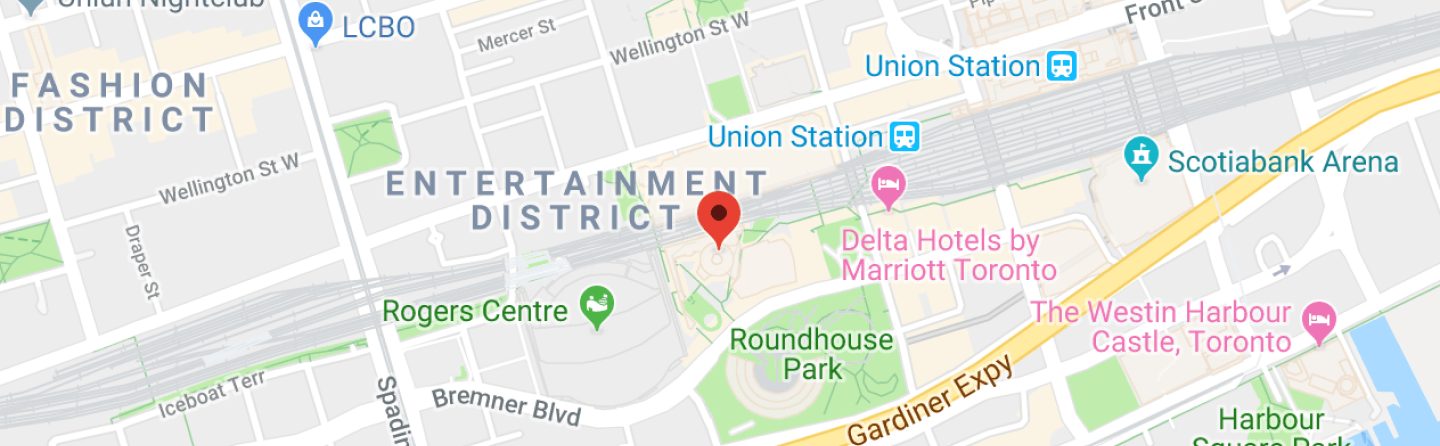 Union Nightclub
LCBO
Mercer St
Wellington St W
Front S
Union Station
FASHION
DISTRICT
Union Station
Scotiabank Arena
Wellington St W
ENTERTAINMENT
DISTRICT
Draper St
Delta Hotels by
Marriott Toronto
Rogers Centre
The Westin Harbour
Castle, Toronto
Roundhouse
Park
Iceboat Terr
Bremner Blvd
Spadin
Gardiner Expy
Harbour
Square Park